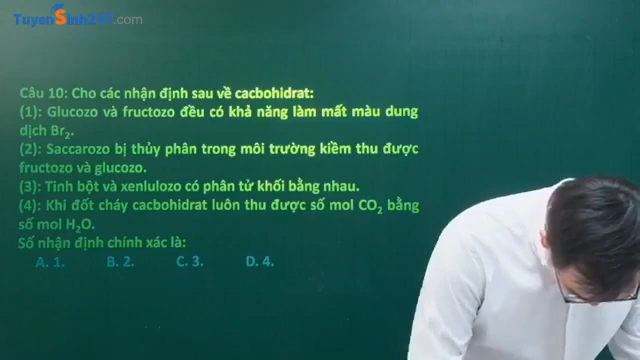 TuyenSinh247.com
Câu 10: Cho các nhận định sau về cacbohidrat:
(1): Glucozo và fructozo đều có khả năng làm mất màu dung
dịch Br₂.
(2): Saccarozo bị thủy phân trong môi trường kiềm thu được
fructozo và glucozo.
(3): Tinh bột và xenlulozo có phân tử khối bằng nhau.
(4): Khi đốt cháy cacbohidrat luôn thu được số mol CO₂ bằng
số mol H₂O.
Số nhận định chính xác là:
A. 1. B. 2. C. 3. D. 4.